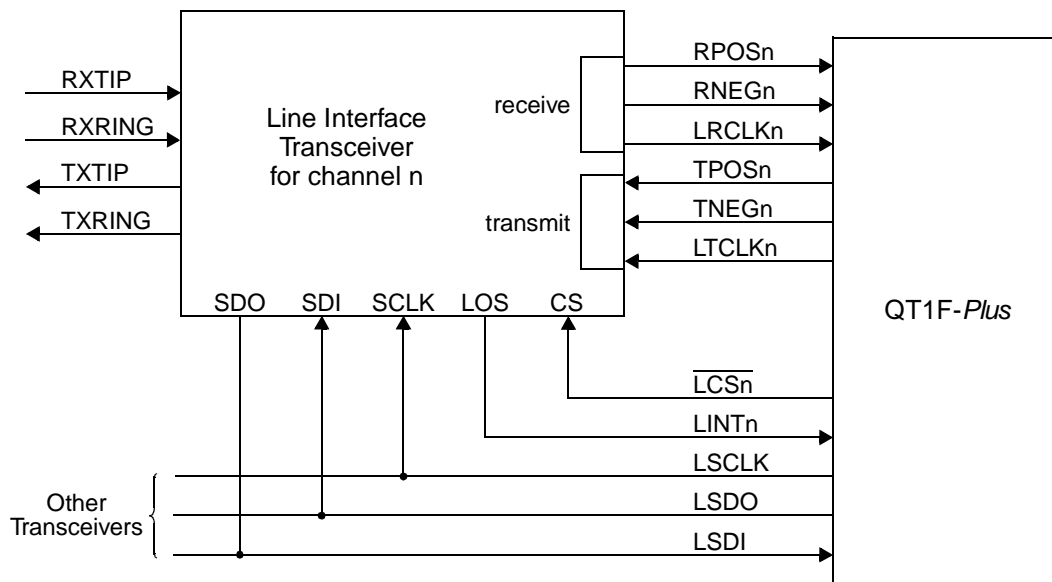 RXTIP
RXRING
TXTIP
TXRING
Line Interface
Transceiver
for channel n
receive
transmit
SDO SDI SCLK LOS CS
RPOSn
RNEGn
LRCLKn
TPOSn
TNEGn
LTCLKn
QT1F-Plus
LCSn
LINTn
LSCLK
LSDO
LSDI
Other
Transceivers